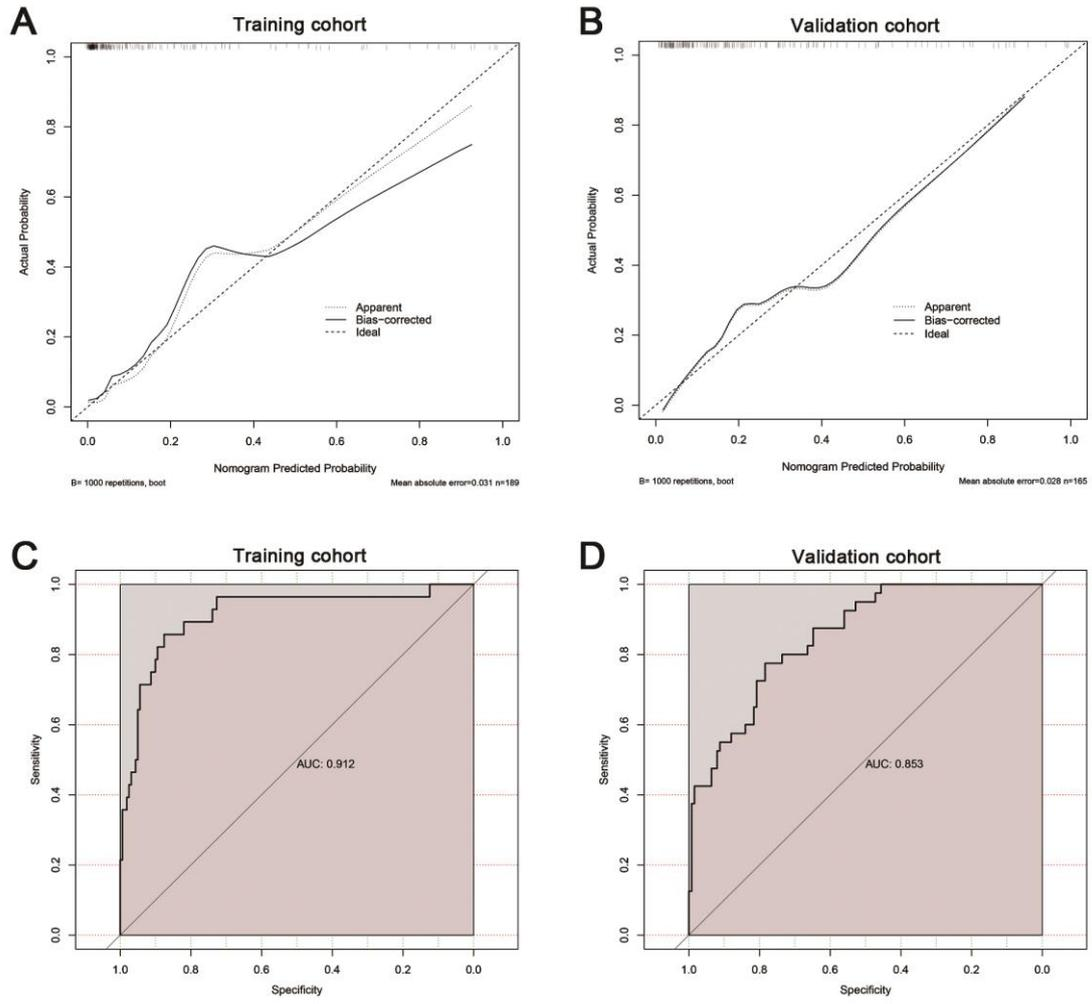 A
Training cohort
Actual Probability
1.0
0.8
0.6
0.4
0.2
0.0
Apparent
Bias-corrected
Ideal
0.0 0.2 0.4 0.6 0.8 1.0
Nomogram Predicted Probability
B= 1000 repetitions, boot
Mean absolute error=0.031 n=189
B
Validation cohort
Actual Probability
1.0
0.8
0.6
0.4
0.2
0.0
Apparent
Bias-corrected
Ideal
0.0 0.2 0.4 0.6 0.8 1.0
Nomogram Predicted Probability
B= 1000 repetitions, boot
Mean absolute error=0.028 n=165
C
Training cohort
Sensitivity
1.0
0.8
0.6
0.4
0.2
0.0
AUC: 0.912
1.0 0.8 0.6 0.4 0.2 0.0
Specificity
D
Validation cohort
Sensitivity
1.0
0.8
0.6
0.4
0.2
0.0
AUC: 0.853
1.0 0.8 0.6 0.4 0.2 0.0
Specificity